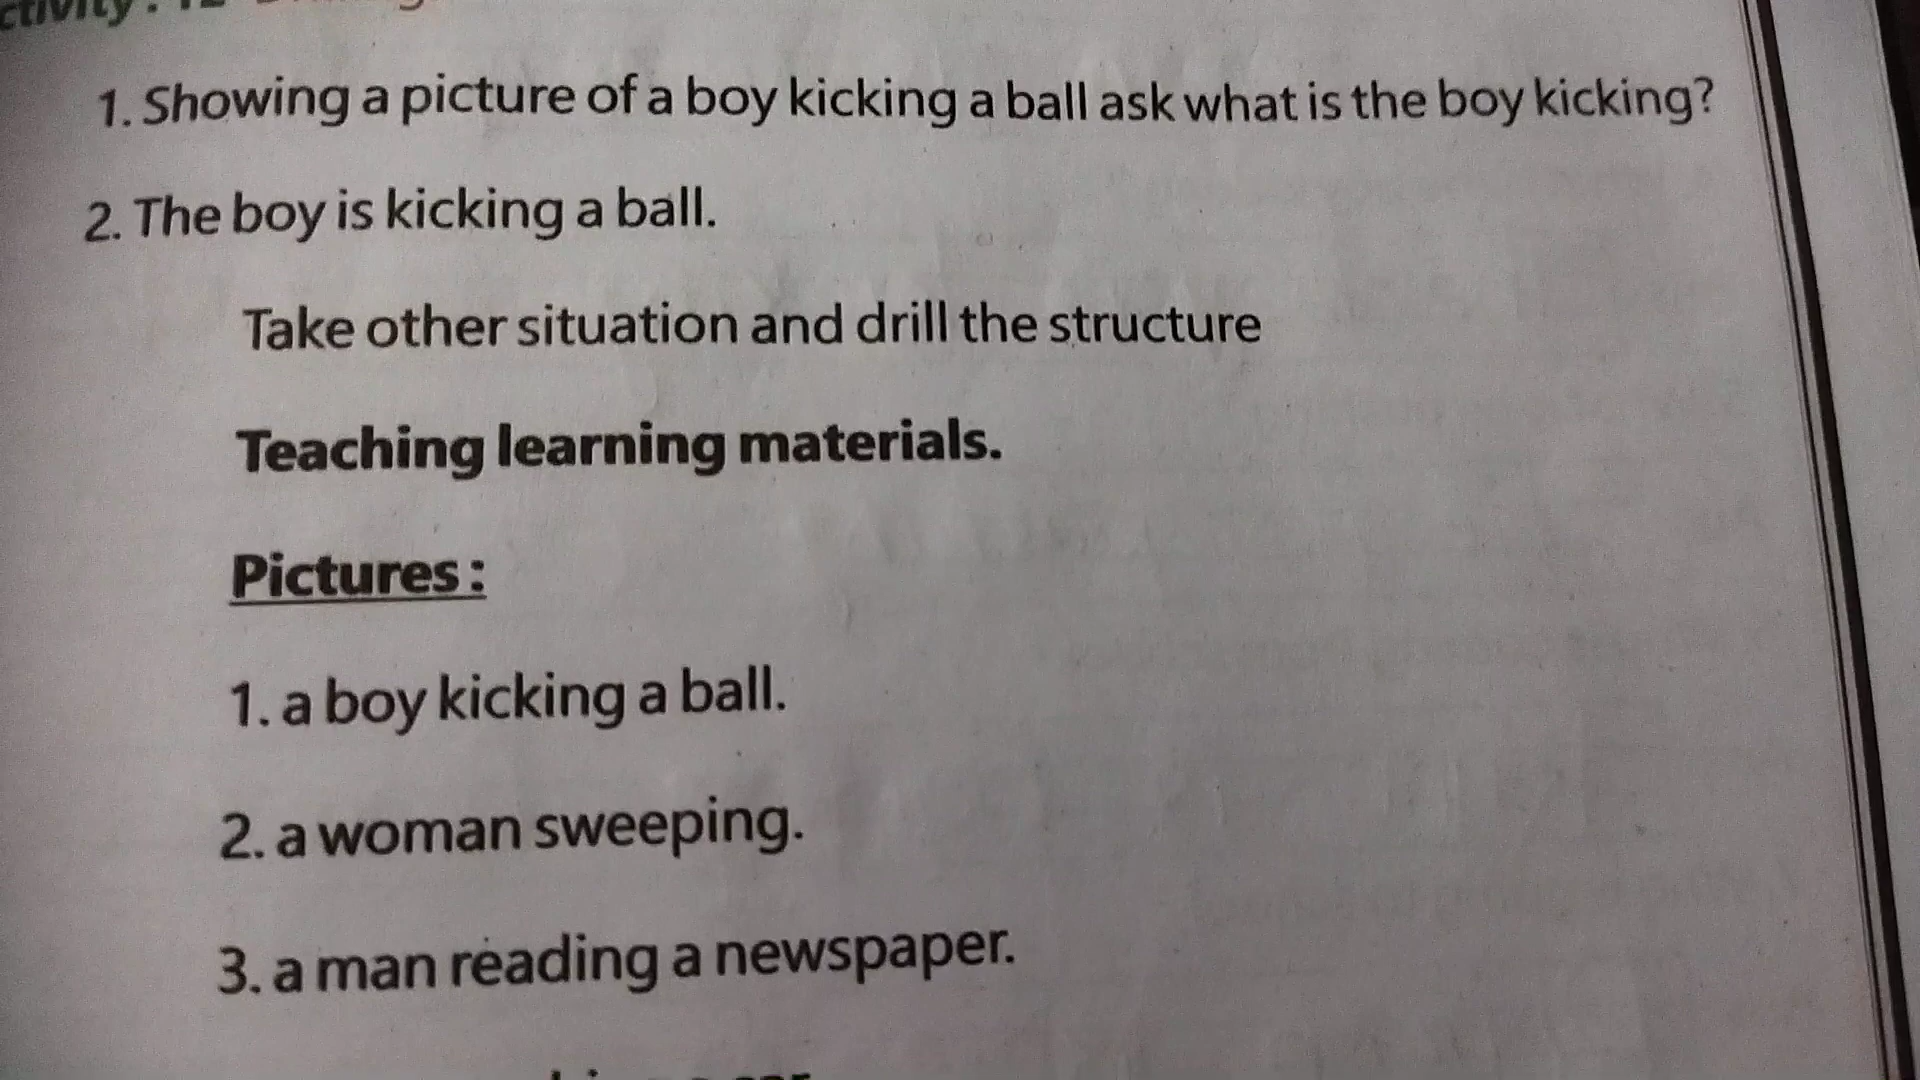 1. Showing a picture of a boy kicking a ball ask what is the boy kicking?
2. The boy is kicking a ball.
Take other situation and drill the structure
Teaching learning materials.
Pictures:
1. a boy kicking a ball.
2. a woman sweeping.
3. a man reading a newspaper.